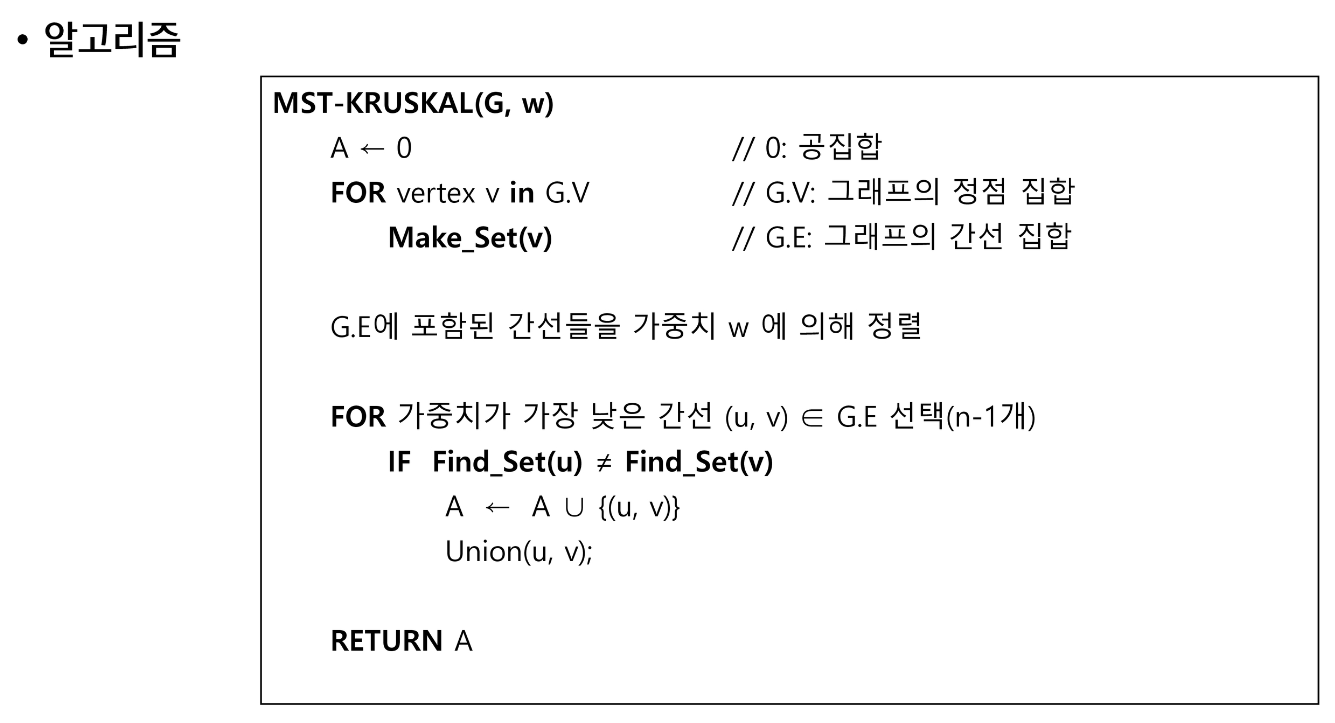 • 알고리즘
MST-KRUSKAL(G, w)
A ← 0 // 0: 공집합
FOR vertex v in G.V // G.V: 그래프의 정점 집합
Make_Set(v) // G.E: 그래프의 간선 집합
G.E에 포함된 간선들을 가중치 w 에 의해 정렬
FOR 가중치가 가장 낮은 간선 (u, v) ∈ G.E 선택(n-1개)
IF Find_Set(u) ≠ Find_Set(v)
A ← A ∪ {(u, v)}
Union(u, v);
RETURN A